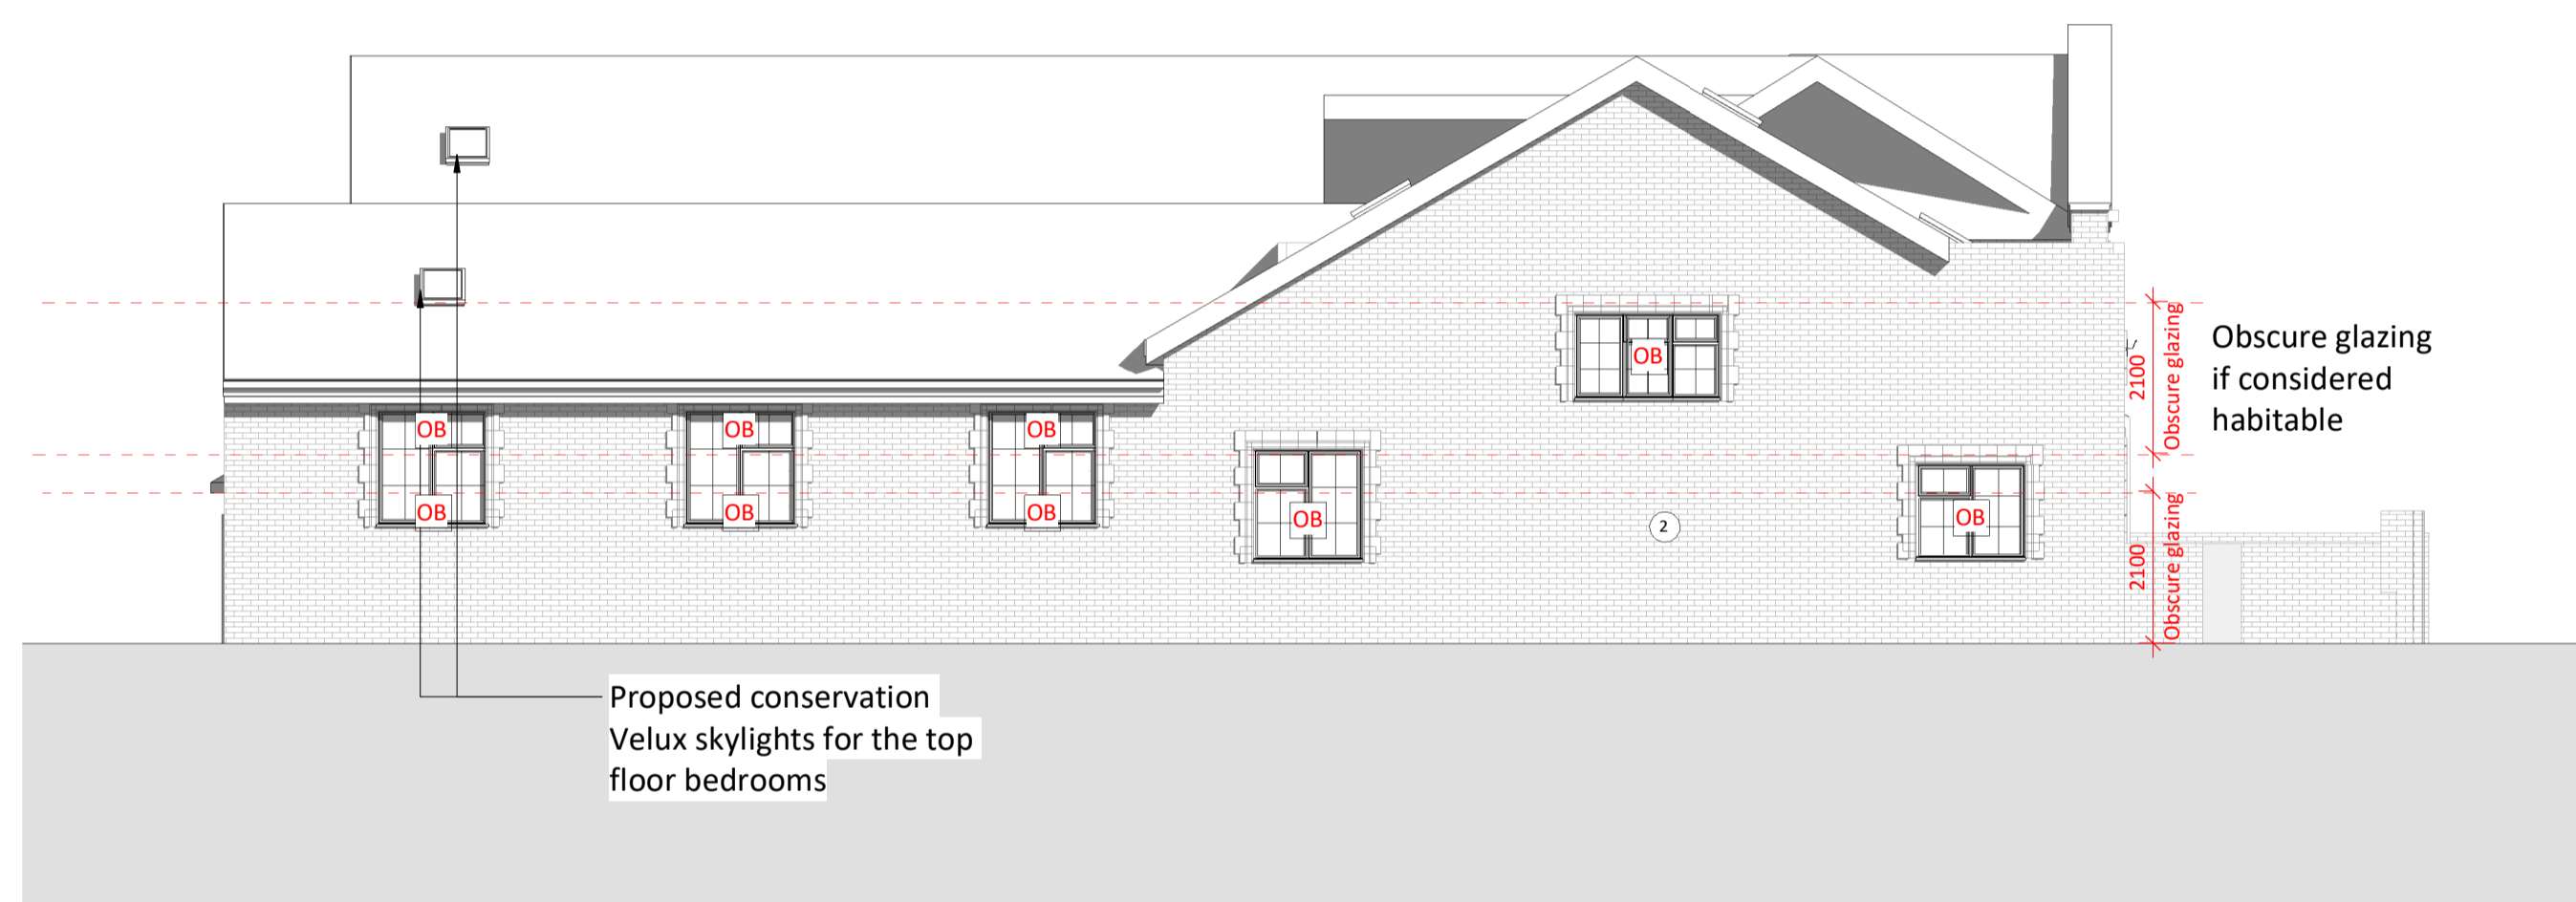 OB
2100
Obscure glazing
Obscure glazing
if considered
habitable
OB
OB
OB
OB
OB
OB
OB
OB
OB
2
2100
Obscure glazing
Proposed conservation
Velux skylights for the top
floor bedrooms